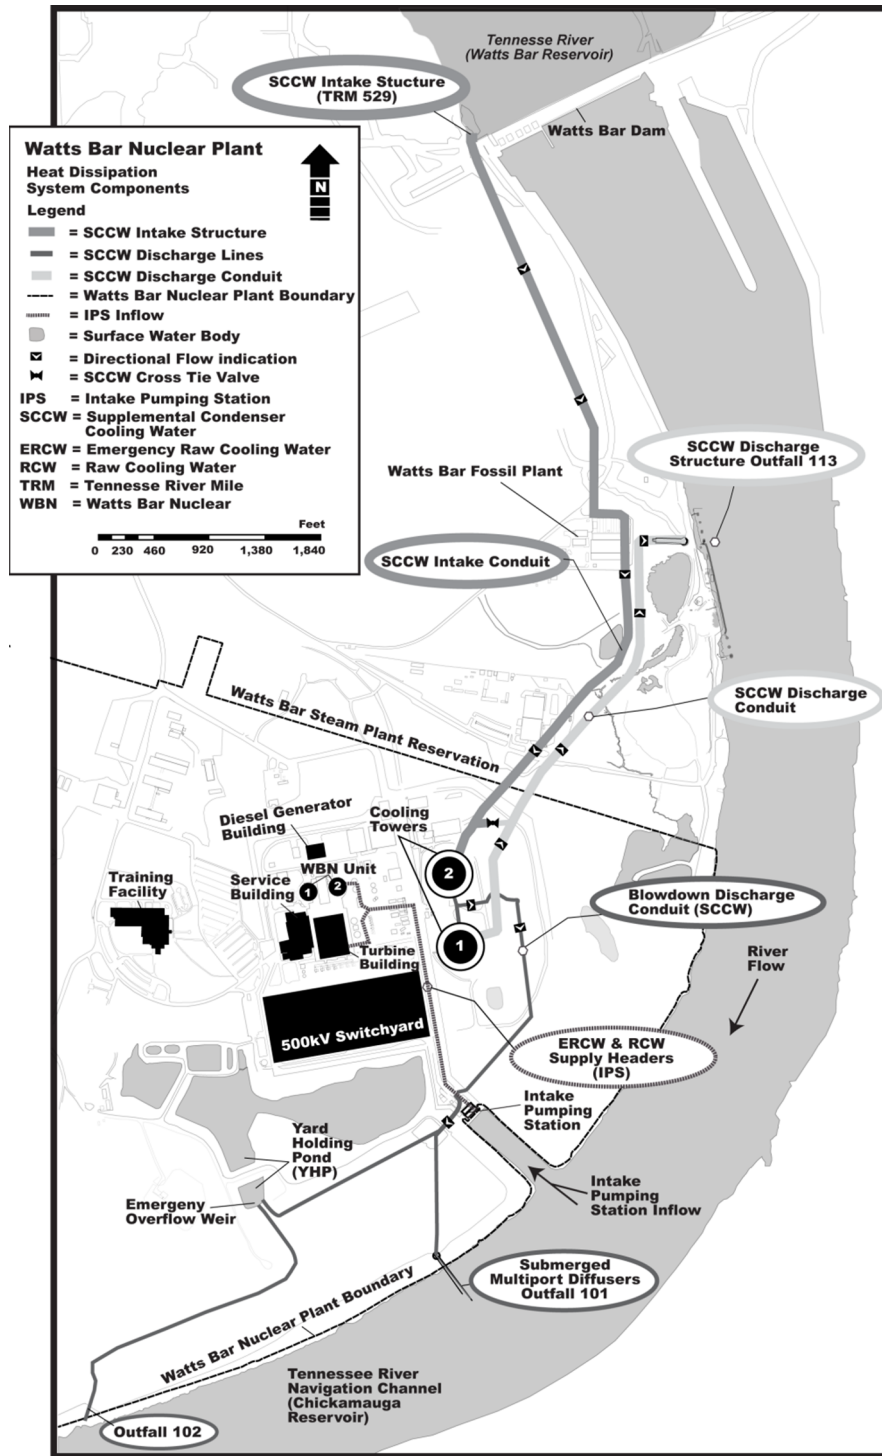 Tennesse River
(Watts Bar Reservoir)
SCCW Intake Stucture
(TRM 529)
Watts Bar Dam
Watts Bar Nuclear Plant
Heat Dissipation
System Components
Legend
N
= SCCW Intake Structure
= SCCW Discharge Lines
= SCCW Discharge Conduit
= Watts Bar Nuclear Plant Boundary
= IPS Inflow
= Surface Water Body
= Directional Flow indication
= SCCW Cross Tie Valve
IPS = Intake Pumping Station
SCCW = Supplemental Condenser
Cooling Water
ERCW = Emergency Raw Cooling Water
RCW = Raw Cooling Water
TRM = Tennesse River Mile
WBN = Watts Bar Nuclear
Feet
0 230 460 920 1,380 1,840
SCCW Discharge
Structure Outfall 113
Watts Bar Fossil Plant
SCCW Intake Conduit
SCCW Discharge
Conduit
Watts Bar Steam Plant Reservation
Diesel Generator
Building
Cooling
Towers
WBN Unit
1 2
2
Training
Facility
Service
Building
Blowdown Discharge
Conduit (SCCW)
1
Turbine
Building
River
Flow
500kV Switchyard
ERCW & RCW
Supply Headers
(IPS)
Intake
Pumping
Station
Yard
Holding
Pond
(YHP)
Intake
Pumping
Station Inflow
Emergeny
Overflow Weir
Submerged
Multiport Diffusers
Outfall 101
Watts Bar Nuclear Plant Boundary
Tennessee River
Navigation Channel
(Chickamauga
Reservoir)
Outfall 102